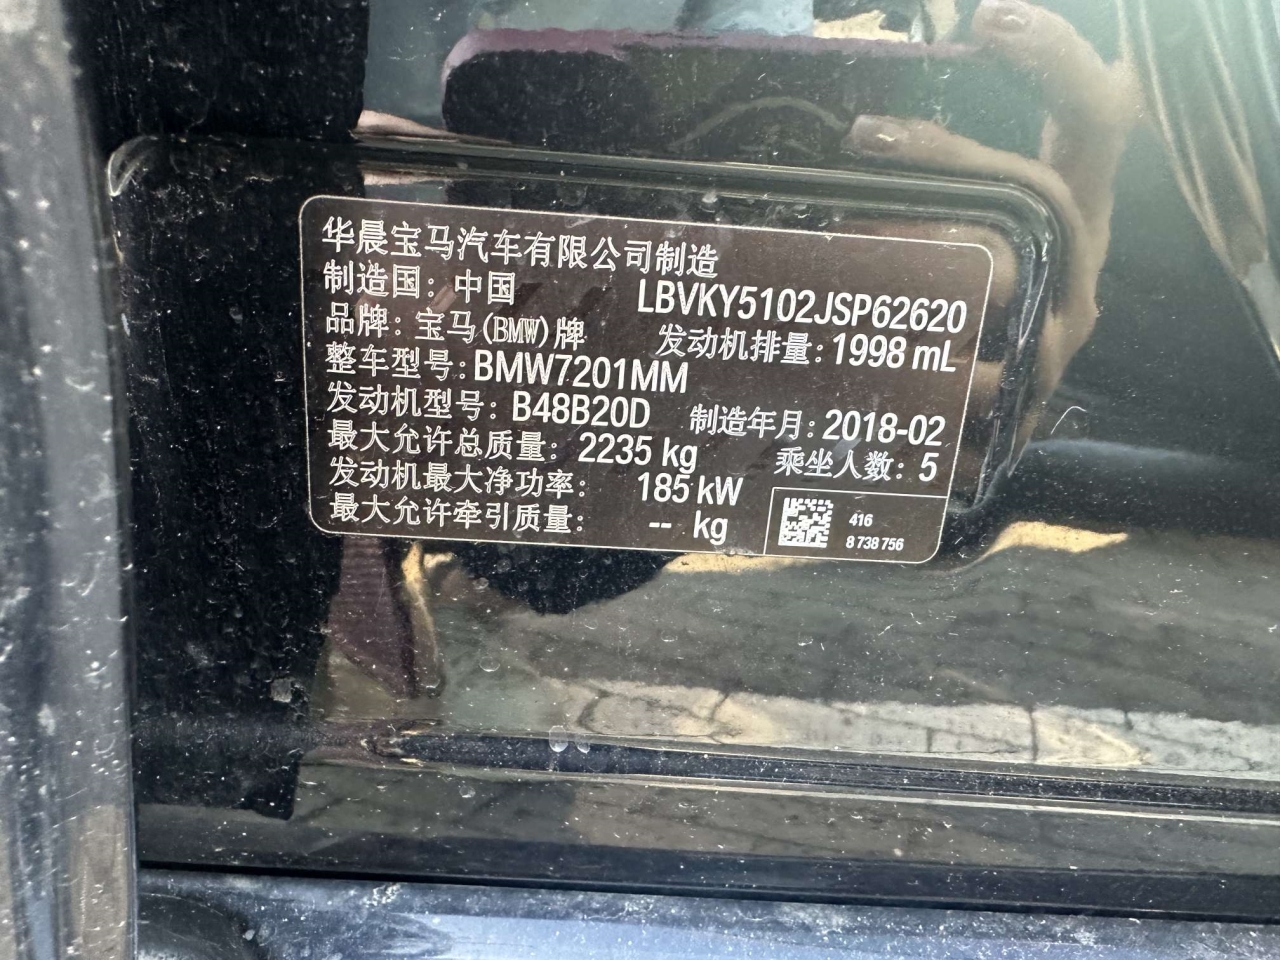 华晨宝马汽车有限公司制造
制造国：中国 LBVKY5102JSP62620
品牌：宝马(BMW)牌 发动机排量：1998 mL
整车型号：BMW7201MM
发动机型号：B48B20D 制造年月：2018-02
最大允许总质量：2235 kg 乘坐人数：5
发动机最大净功率：185 kW
最大允许牵引质量：-- kg
416
8 738 756